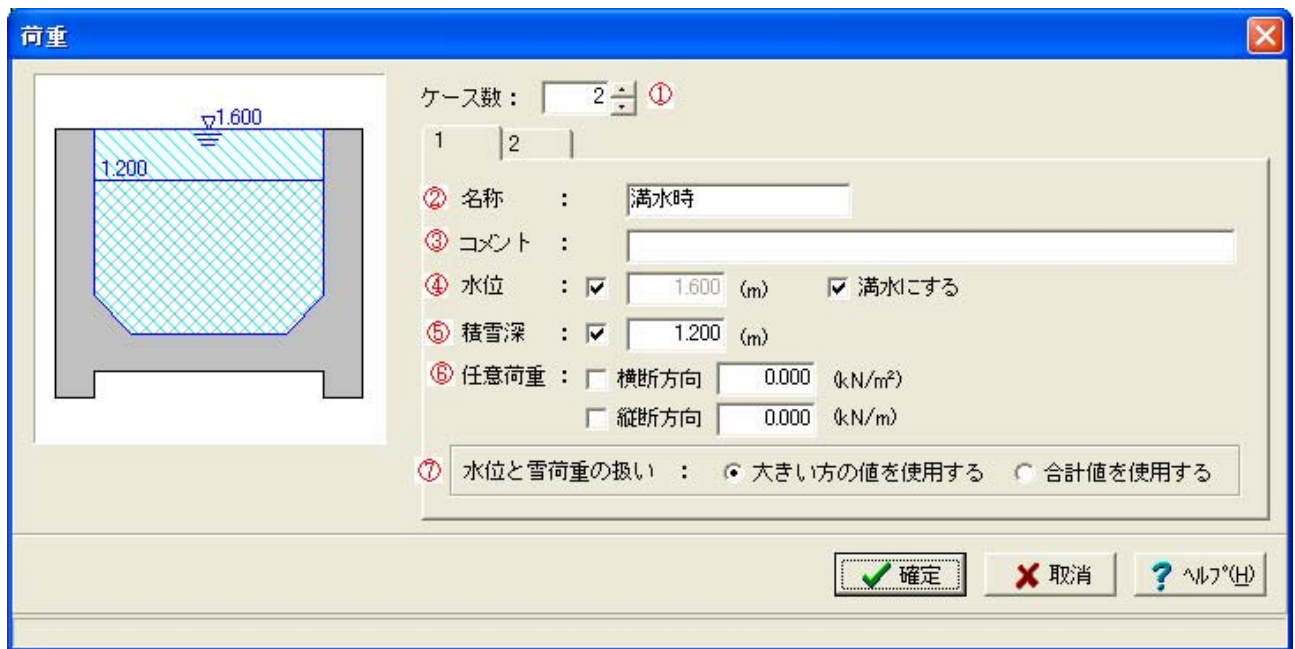 荷重
1.600
1.200
ケース数： 2 ①
1 2
② 名称 ： 満水時
③ コメント ：
④ 水位 ： 1.600 (m) 満水にする
⑤ 積雪深 ： 1.200 (m)
⑥ 任意荷重 ： 横断方向 0.000 (kN/m²)
縦断方向 0.000 (kN/m)
⑦ 水位と雪荷重の扱い ： 大きい方の値を使用する 合計値を使用する
確定 取消 ? ﾍﾙﾌﾟ(H)